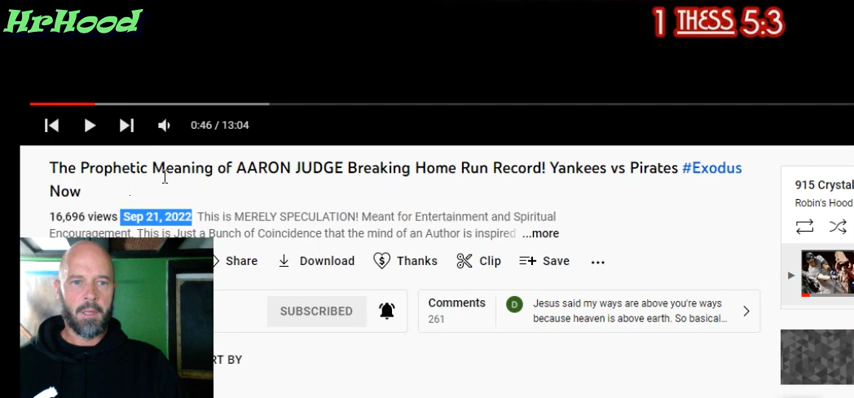 HrHood
1 THESS 5:3
0:46 / 13:04
The Prophetic Meaning of AARON JUDGE Breaking Home Run Record! Yankees vs Pirates #Exodus
Now
16,696 views Sep 21, 2022 This is MERELY SPECULATION! Meant for Entertainment and Spiritual
Encouragement. This is Just a Bunch of Coincidence that the mind of an Author is inspired ...more
Share Download Thanks Clip Save ...
SUBSCRIBED
Comments
261
D
Jesus said my ways are above you're ways
because heaven is above earth. So basical...
RT BY
915 Crystal
Robin's Hood